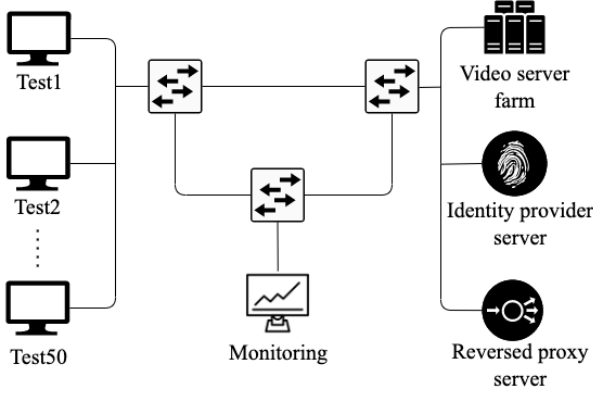 Test1
Video server
farm
Test2
Identity provider
server
Monitoring
Test50
Reversed proxy
server